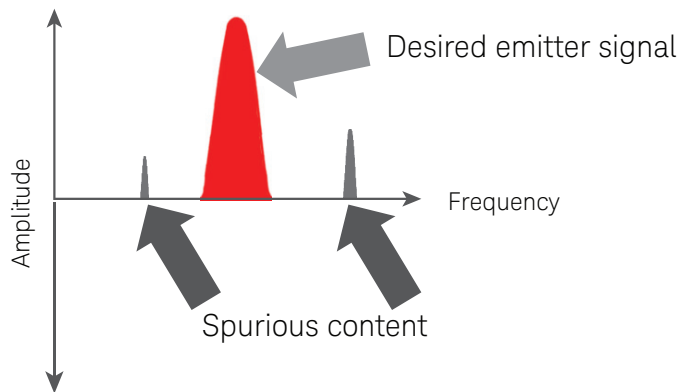 Desired emitter signal
Amplitude
Frequency
Spurious content